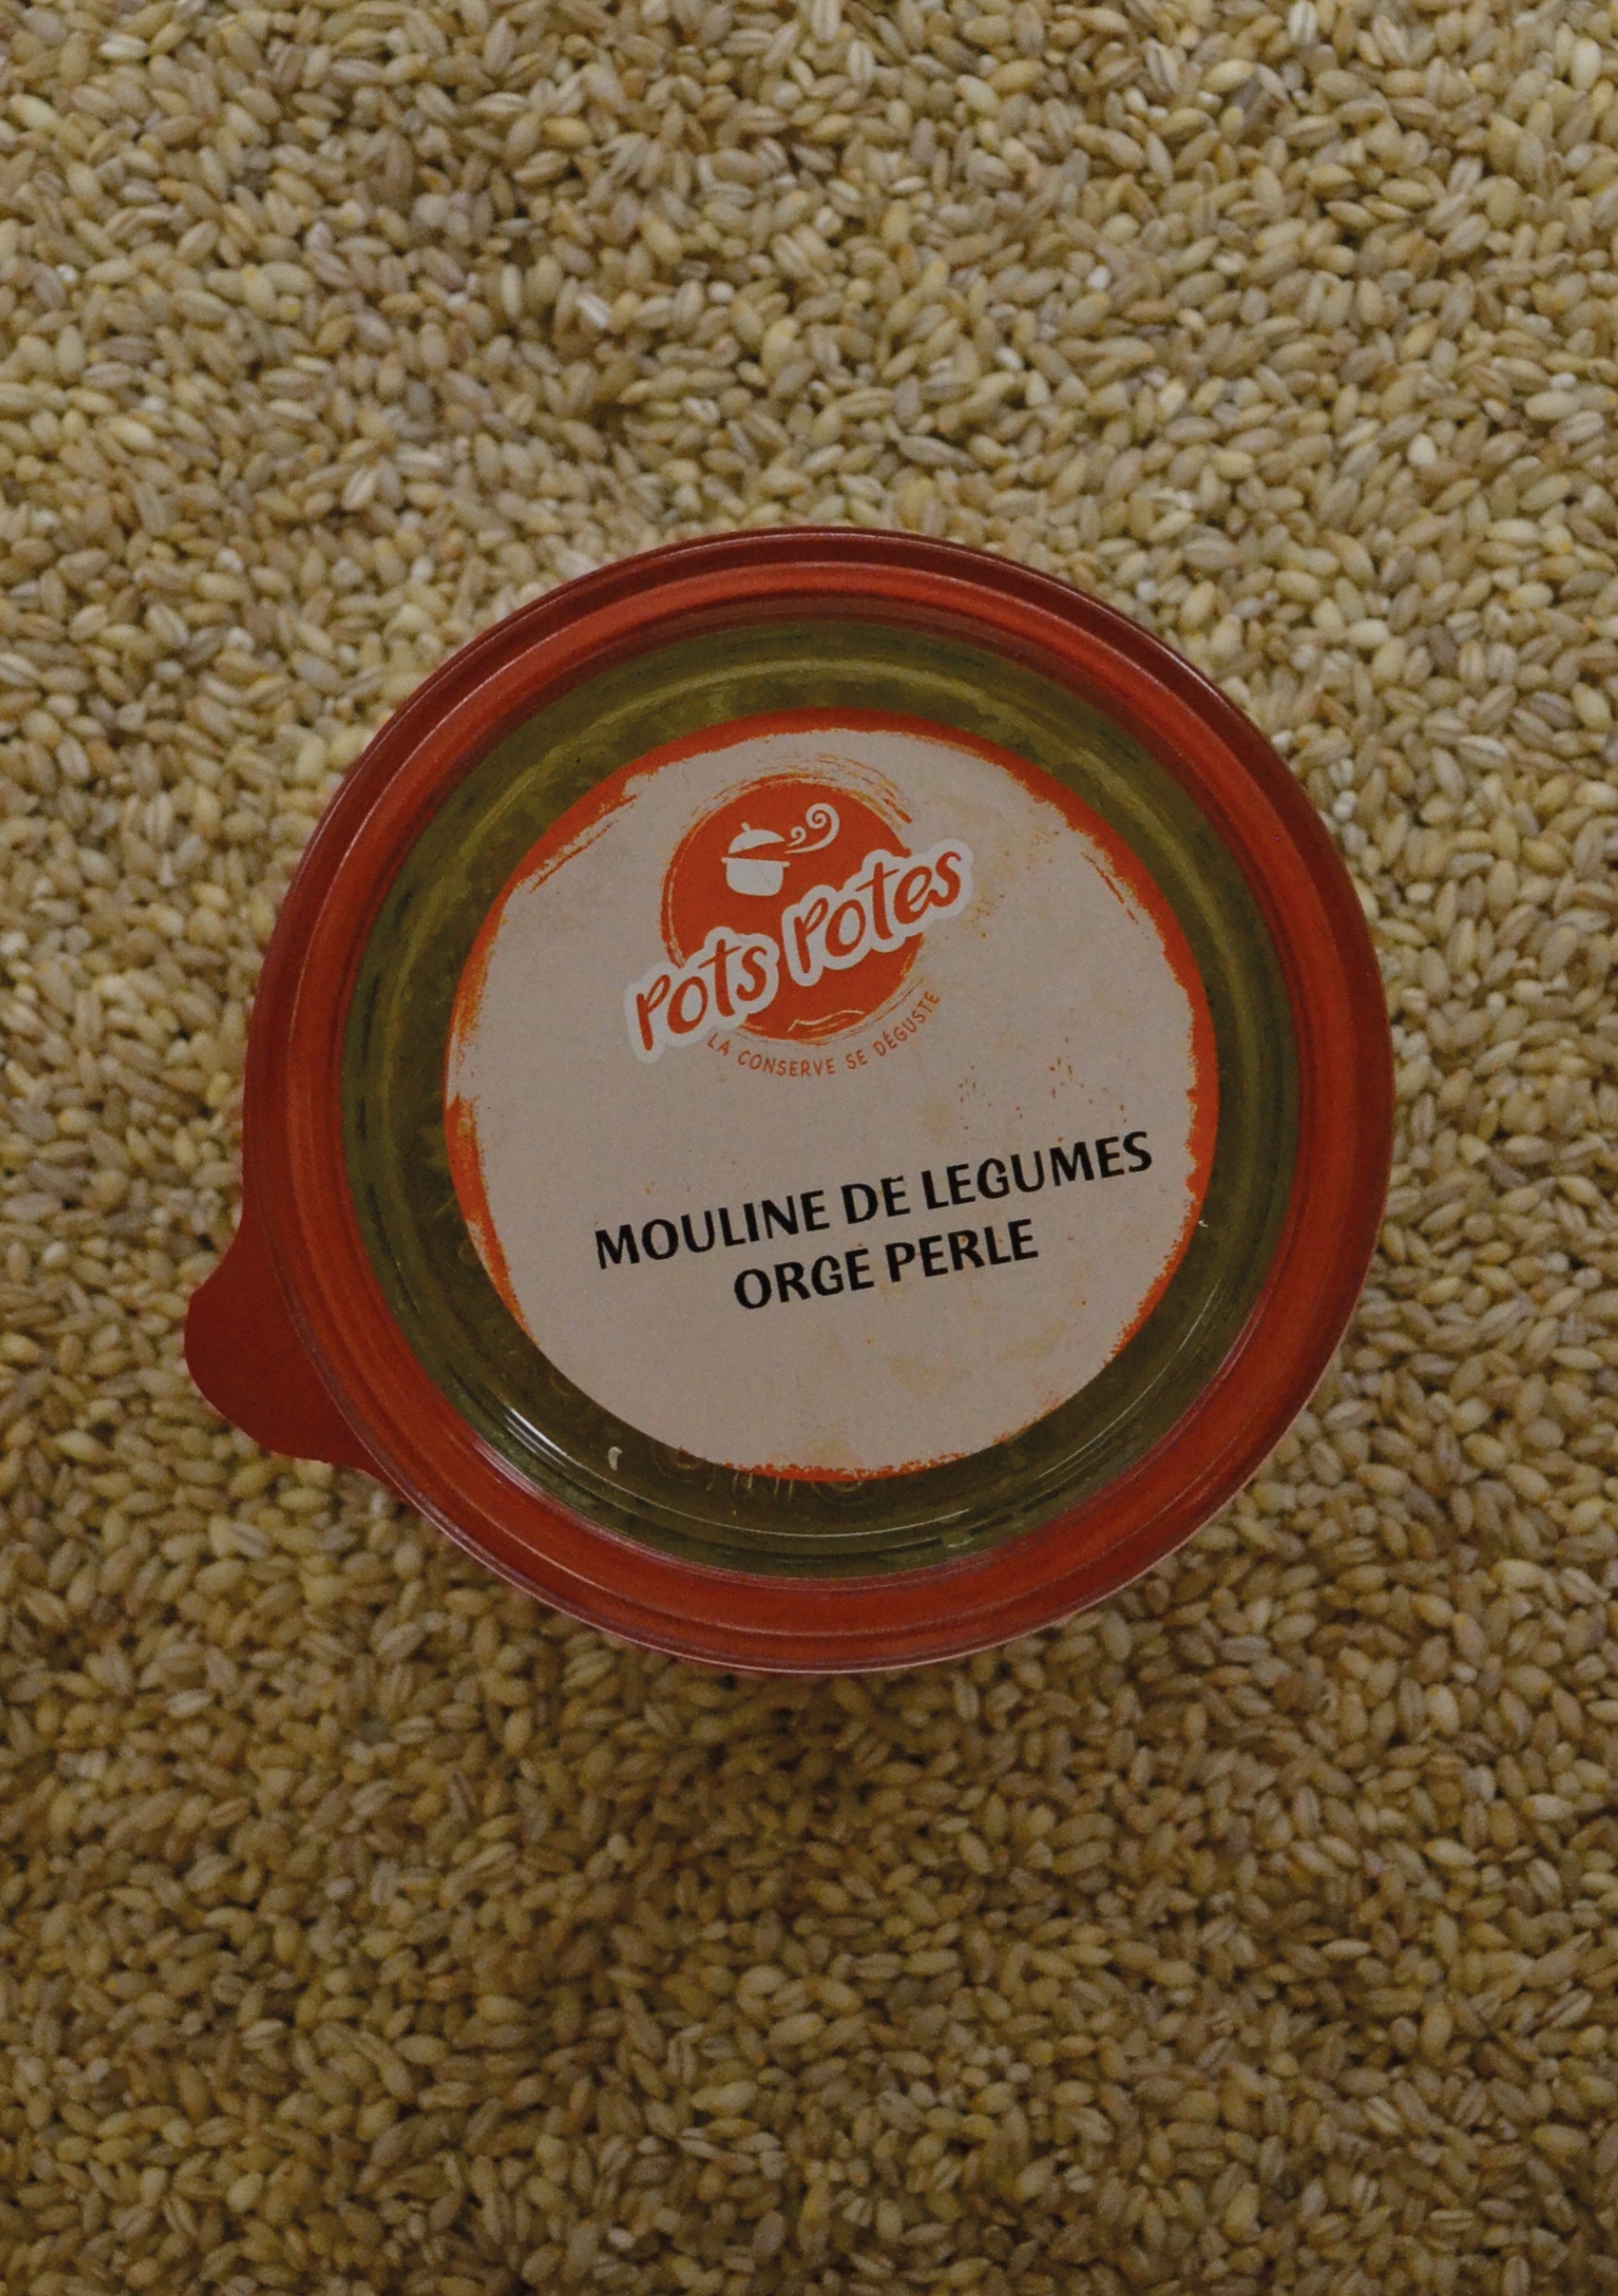 Pots Potes
LA CONSERVE SE DÉGUSTE
MOULINE DE LEGUMES
ORGE PERLE